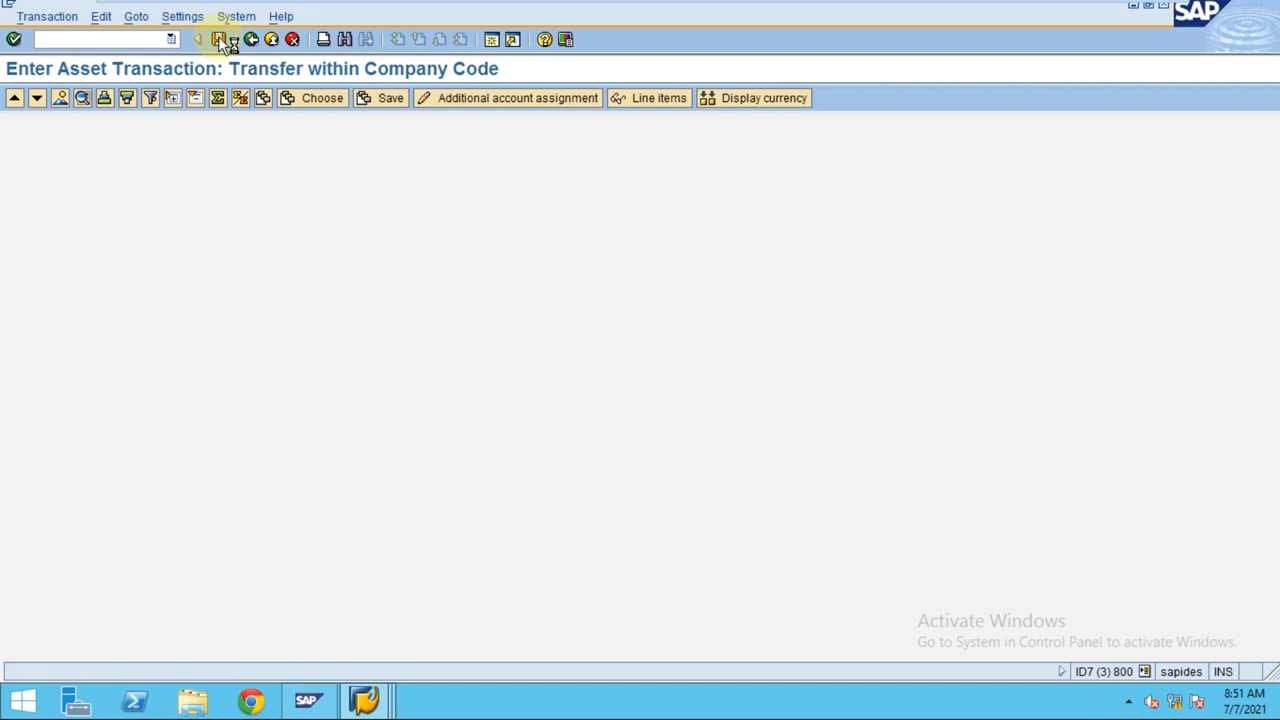 Transaction Edit Goto Settings System Help
SAP
Enter Asset Transaction: Transfer within Company Code
Choose Save Additional account assignment Line items Display currency
Activate Windows
Go to System in Control Panel to activate Windows.
ID7 (3) 800 sapides INS
SAP
8:51 AM
7/7/2021